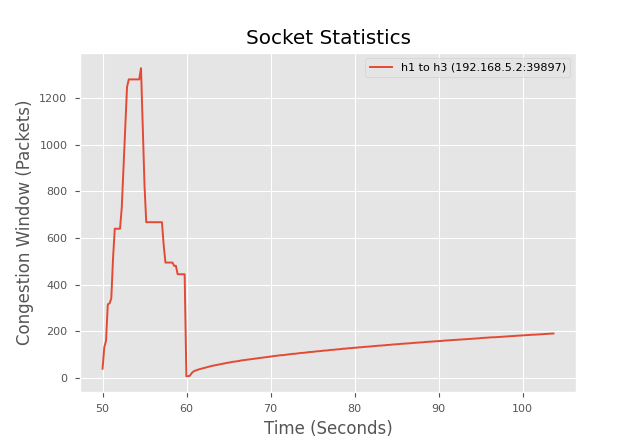 Socket Statistics
h1 to h3 (192.168.5.2:39897)
Congestion Window (Packets)
1200
1000
800
600
400
200
0
50 60 70 80 90 100
Time (Seconds)